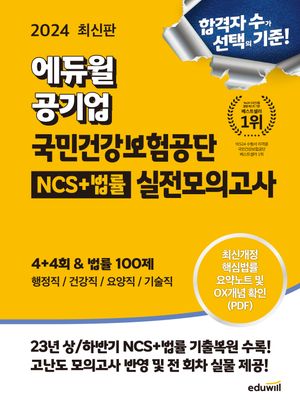 2024 최신판
합격자 수가
선택의 기준!
에듀윌
공기업
국민건강보험공단
NCS+법률 실전모의고사
베스트셀러
1위
4+4회 & 법률 100제
행정직 / 건강직 / 요양직 / 기술직
최신개정
핵심법률
요약노트 및
OX개념 확인
(PDF)
23년 상/하반기 NCS+법률 기출복원 수록!
고난도 모의고사 반영 및 전 회차 실물 제공!
eduwill